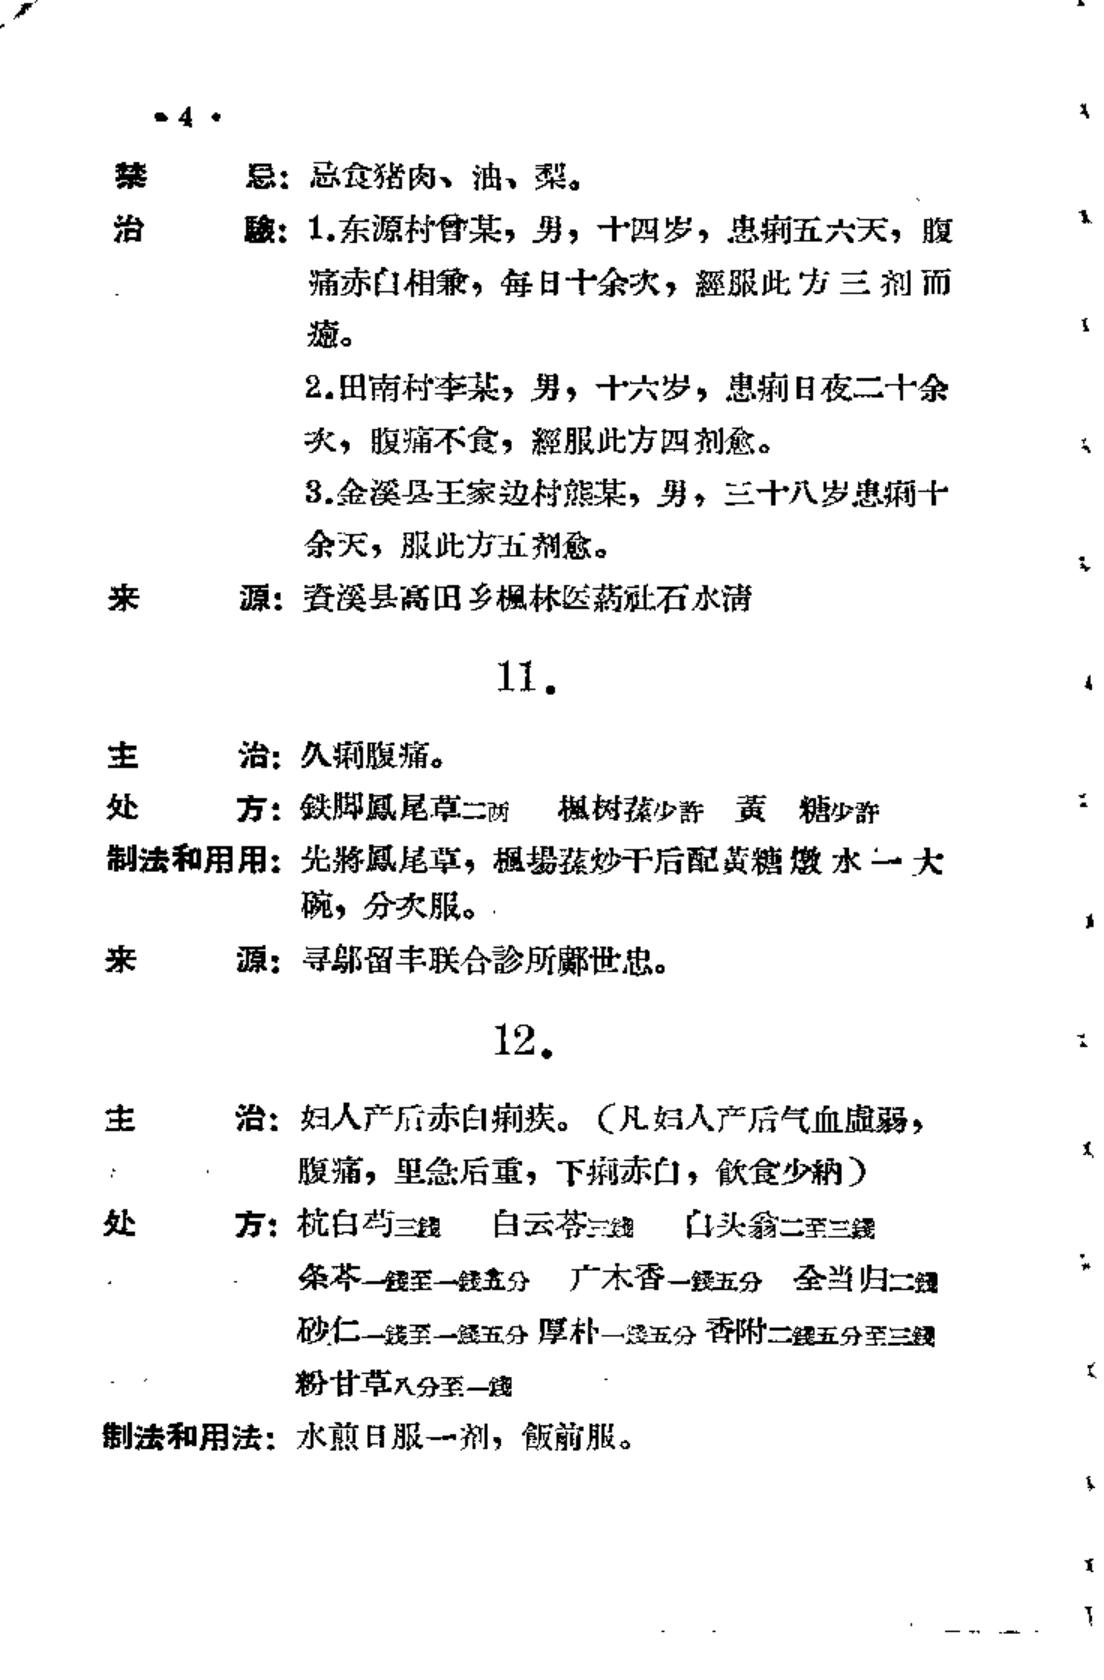 • 4 •
禁 忌：忌食猪肉、油、梨。
治 驗：1.东源村曾某，男，十四岁，患痢五六天，腹
痛赤白相兼，每日十余次，經服此方三剂而
癒。
2.田南村李某，男，十六岁，患痢日夜二十余
次，腹痛不食，經服此方四剂愈。
3.金溪县王家边村熊某，男，三十八岁患痢十
余天，服此方五剂愈。
来 源：資溪县高田乡楓林医葯社石水清
11.
主 治：久痢腹痛。
处 方：鉄脚鳳尾草二两 楓树蕻少許 黃 糖少許
制法和用用：先將鳳尾草，楓場蕻炒干后配黃糖燉水一大
碗，分次服。
来 源：寻鄔留丰联合診所鄺世忠。
12.
主 治：妇人产后赤白痢疾。（凡妇人产后气血虛弱，
腹痛，里急后重，下痢赤白，飲食少納）
处 方：杭白芍三錢 白云苓三錢 白头翁二至三錢
条芩一錢至一錢五分 广木香一錢五分 全当归二錢
砂仁一錢至一錢五分 厚朴一錢五分 香附二錢五分至三錢
粉甘草八分至一錢
制法和用法：水煎日服一剂，飯前服。